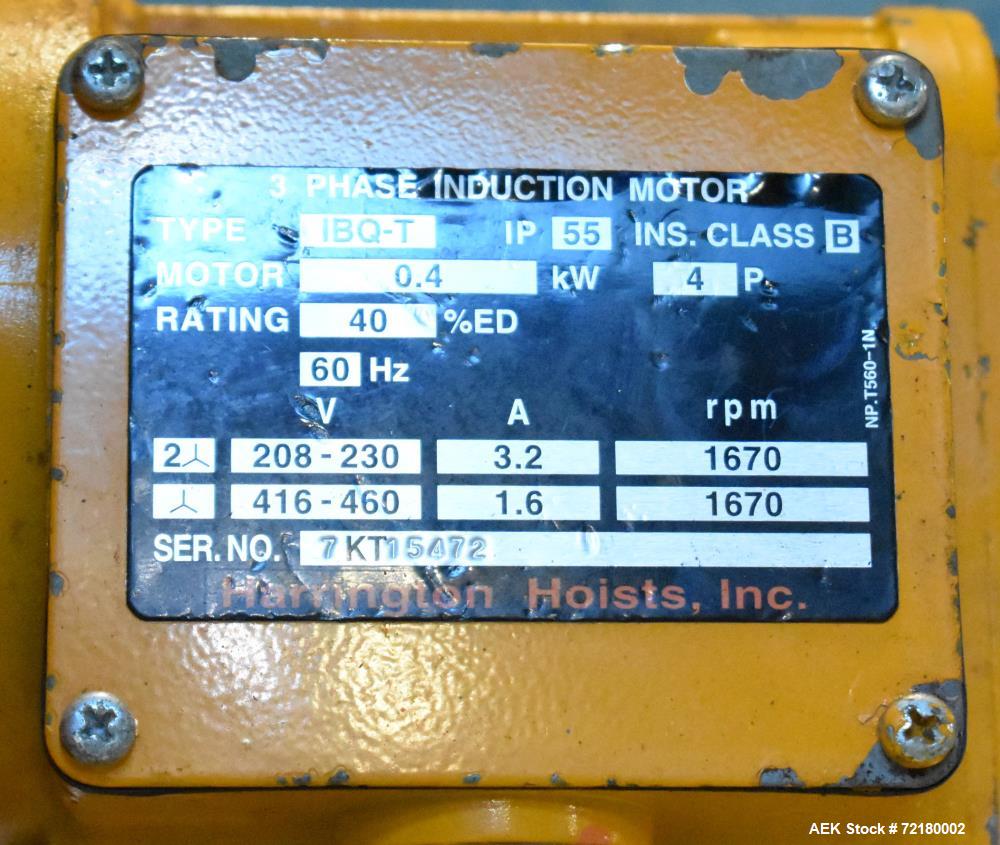 3 PHASE INDUCTION MOTOR
TYPE IBQ-T IP 55 INS. CLASS B
MOTOR 0.4 kW 4 P.
RATING 40 %ED
60 Hz
V A rpm
2⅄ 208-230 3.2 1670
⅄ 416-460 1.6 1670
SER. NO. 7KT15472
Harrington Hoists, Inc.
NP.T560-1N
AEK Stock # 72180002